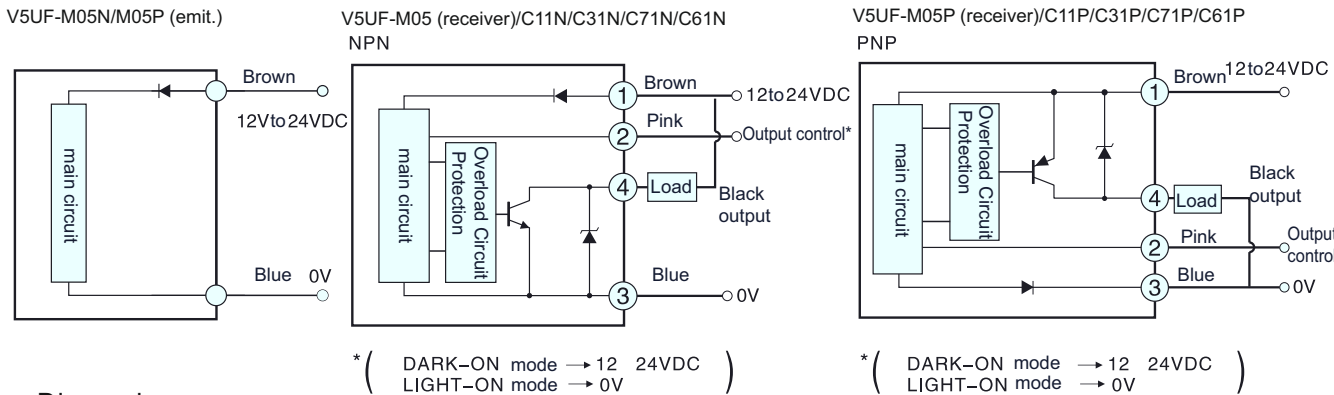 V5UF-M05N/M05P (emit.)
Brown
12Vto24VDC
main circuit
Blue 0V
V5UF-M05 (receiver)/C11N/C31N/C71N/C61N
NPN
main circuit
Overload Circuit
Protection
1
Brown
12to24VDC
2
Pink
Output control*
4
Load
Black
output
3
Blue
0V
*( DARK-ON mode → 12 24VDC
LIGHT-ON mode → 0V )
V5UF-M05P (receiver)/C11P/C31P/C71P/C61P
PNP
main circuit
Overload Circuit
Protection
1
Brown
12to24VDC
4
Load
Black
output
2
Pink
Output
control
3
Blue
0V
*( DARK-ON mode → 12 24VDC
LIGHT-ON mode → 0V )